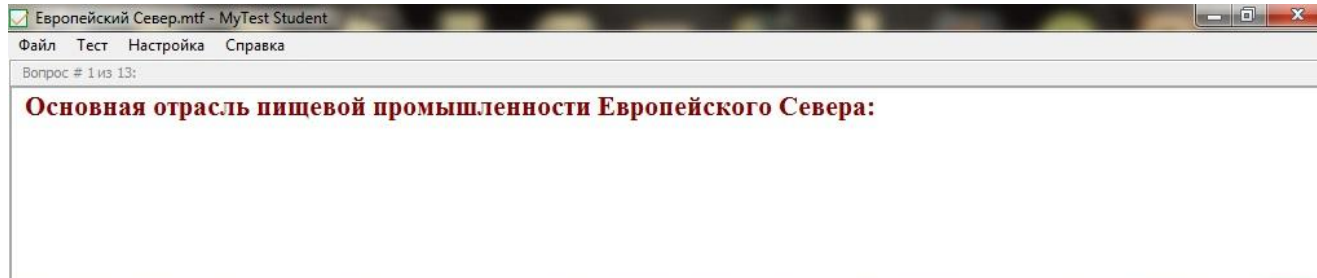 Европейский Север.mtf - MyTest Student
Файл Тест Настройка Справка
Вопрос # 1 из 13:
Основная отрасль пищевой промышленности Европейского Севера: